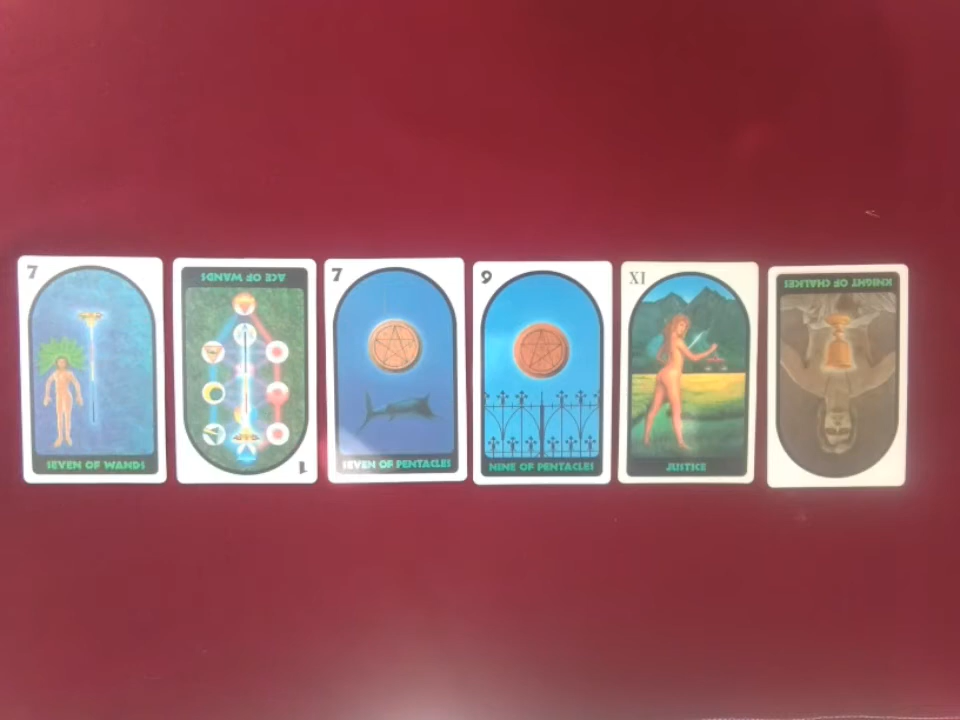 7
SEVEN OF WANDS
ACE OF WANDS
1
7
SEVEN OF PENTACLES
9
NINE OF PENTACLES
XI
JUSTICE
KNIGHT OF CHALICES